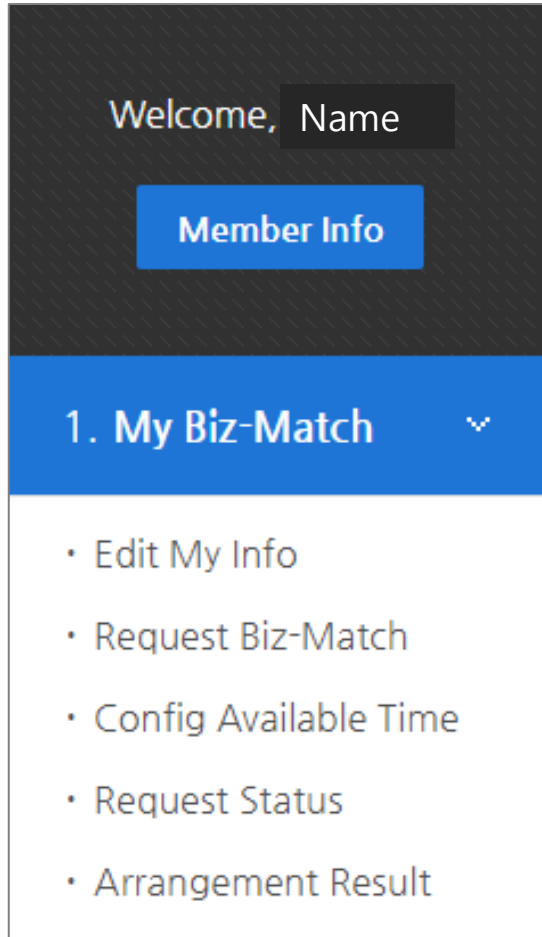 Welcome, Name
Member Info
1. My Biz-Match
• Edit My Info
• Request Biz-Match
• Config Available Time
• Request Status
• Arrangement Result